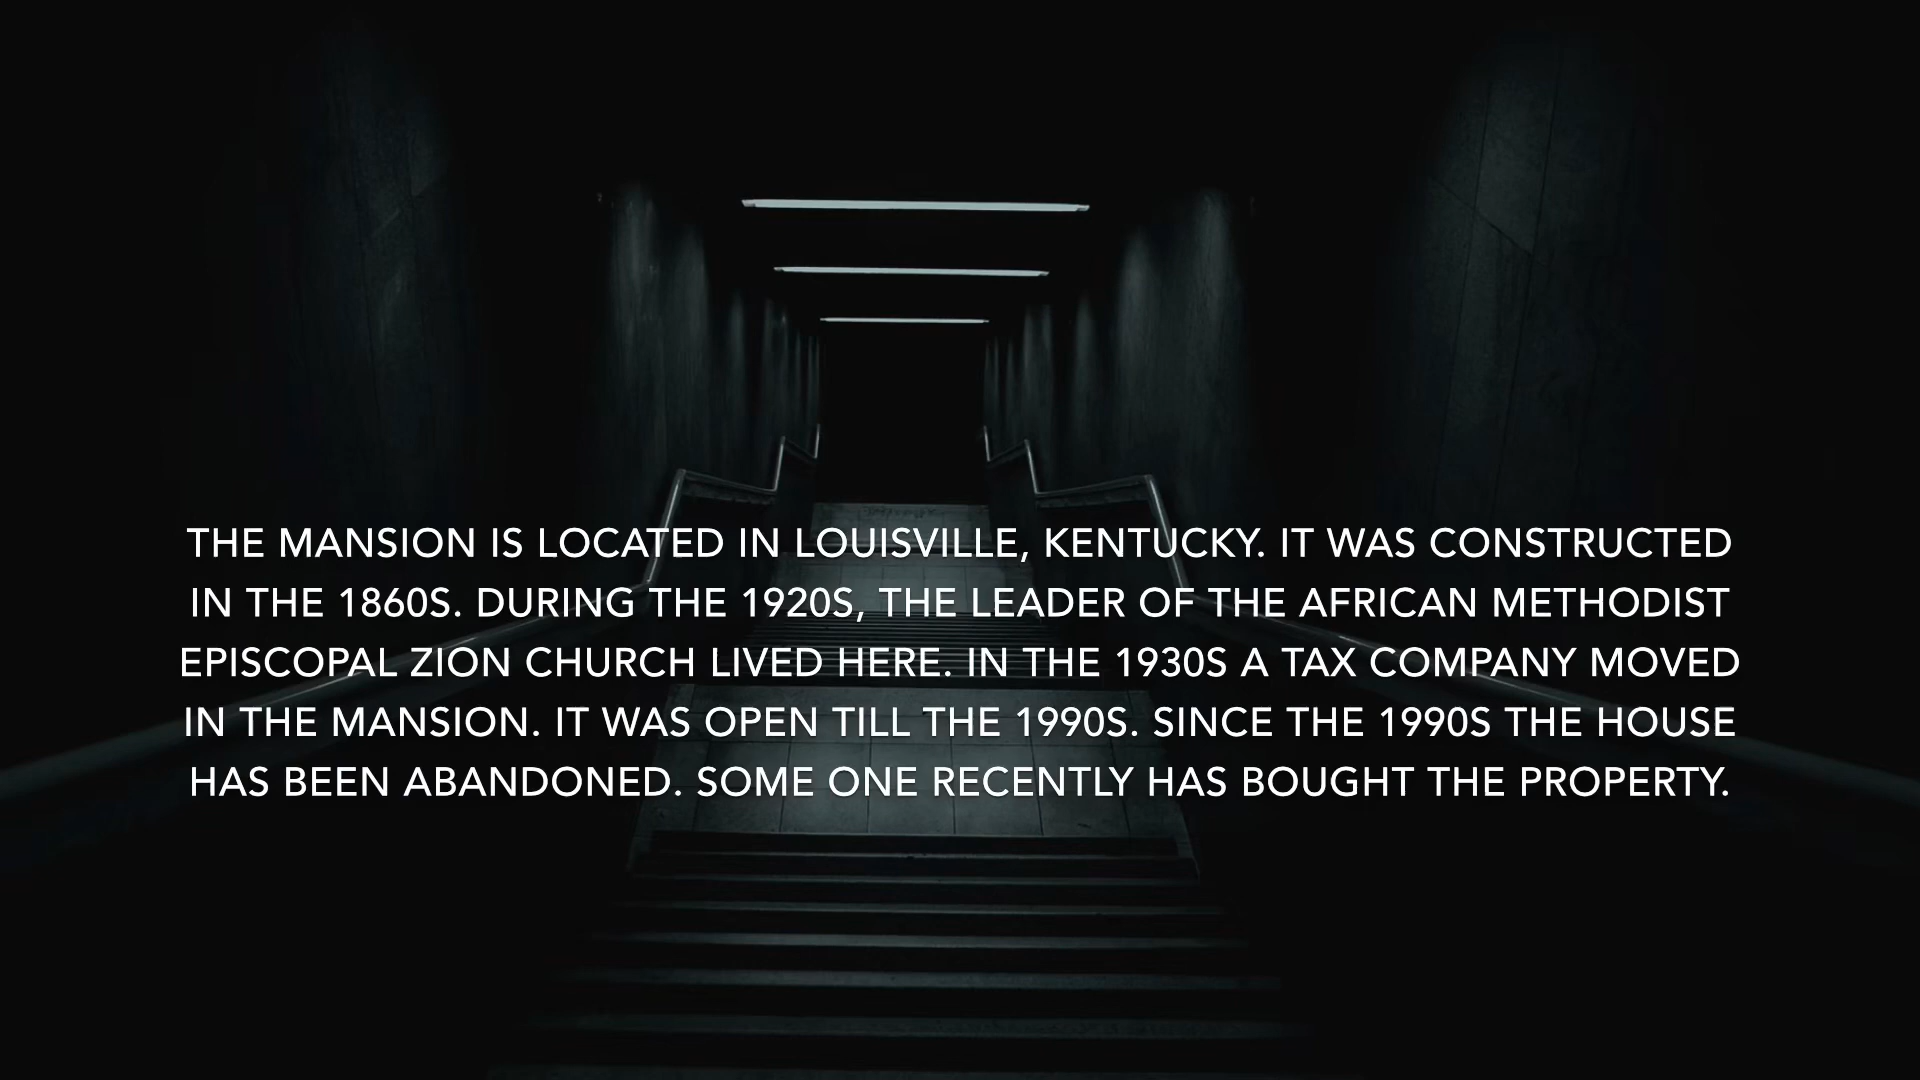 THE MANSION IS LOCATED IN LOUISVILLE, KENTUCKY. IT WAS CONSTRUCTED
IN THE 1860S. DURING THE 1920S, THE LEADER OF THE AFRICAN METHODIST
EPISCOPAL ZION CHURCH LIVED HERE. IN THE 1930S A TAX COMPANY MOVED
IN THE MANSION. IT WAS OPEN TILL THE 1990S. SINCE THE 1990S THE HOUSE
HAS BEEN ABANDONED. SOME ONE RECENTLY HAS BOUGHT THE PROPERTY.